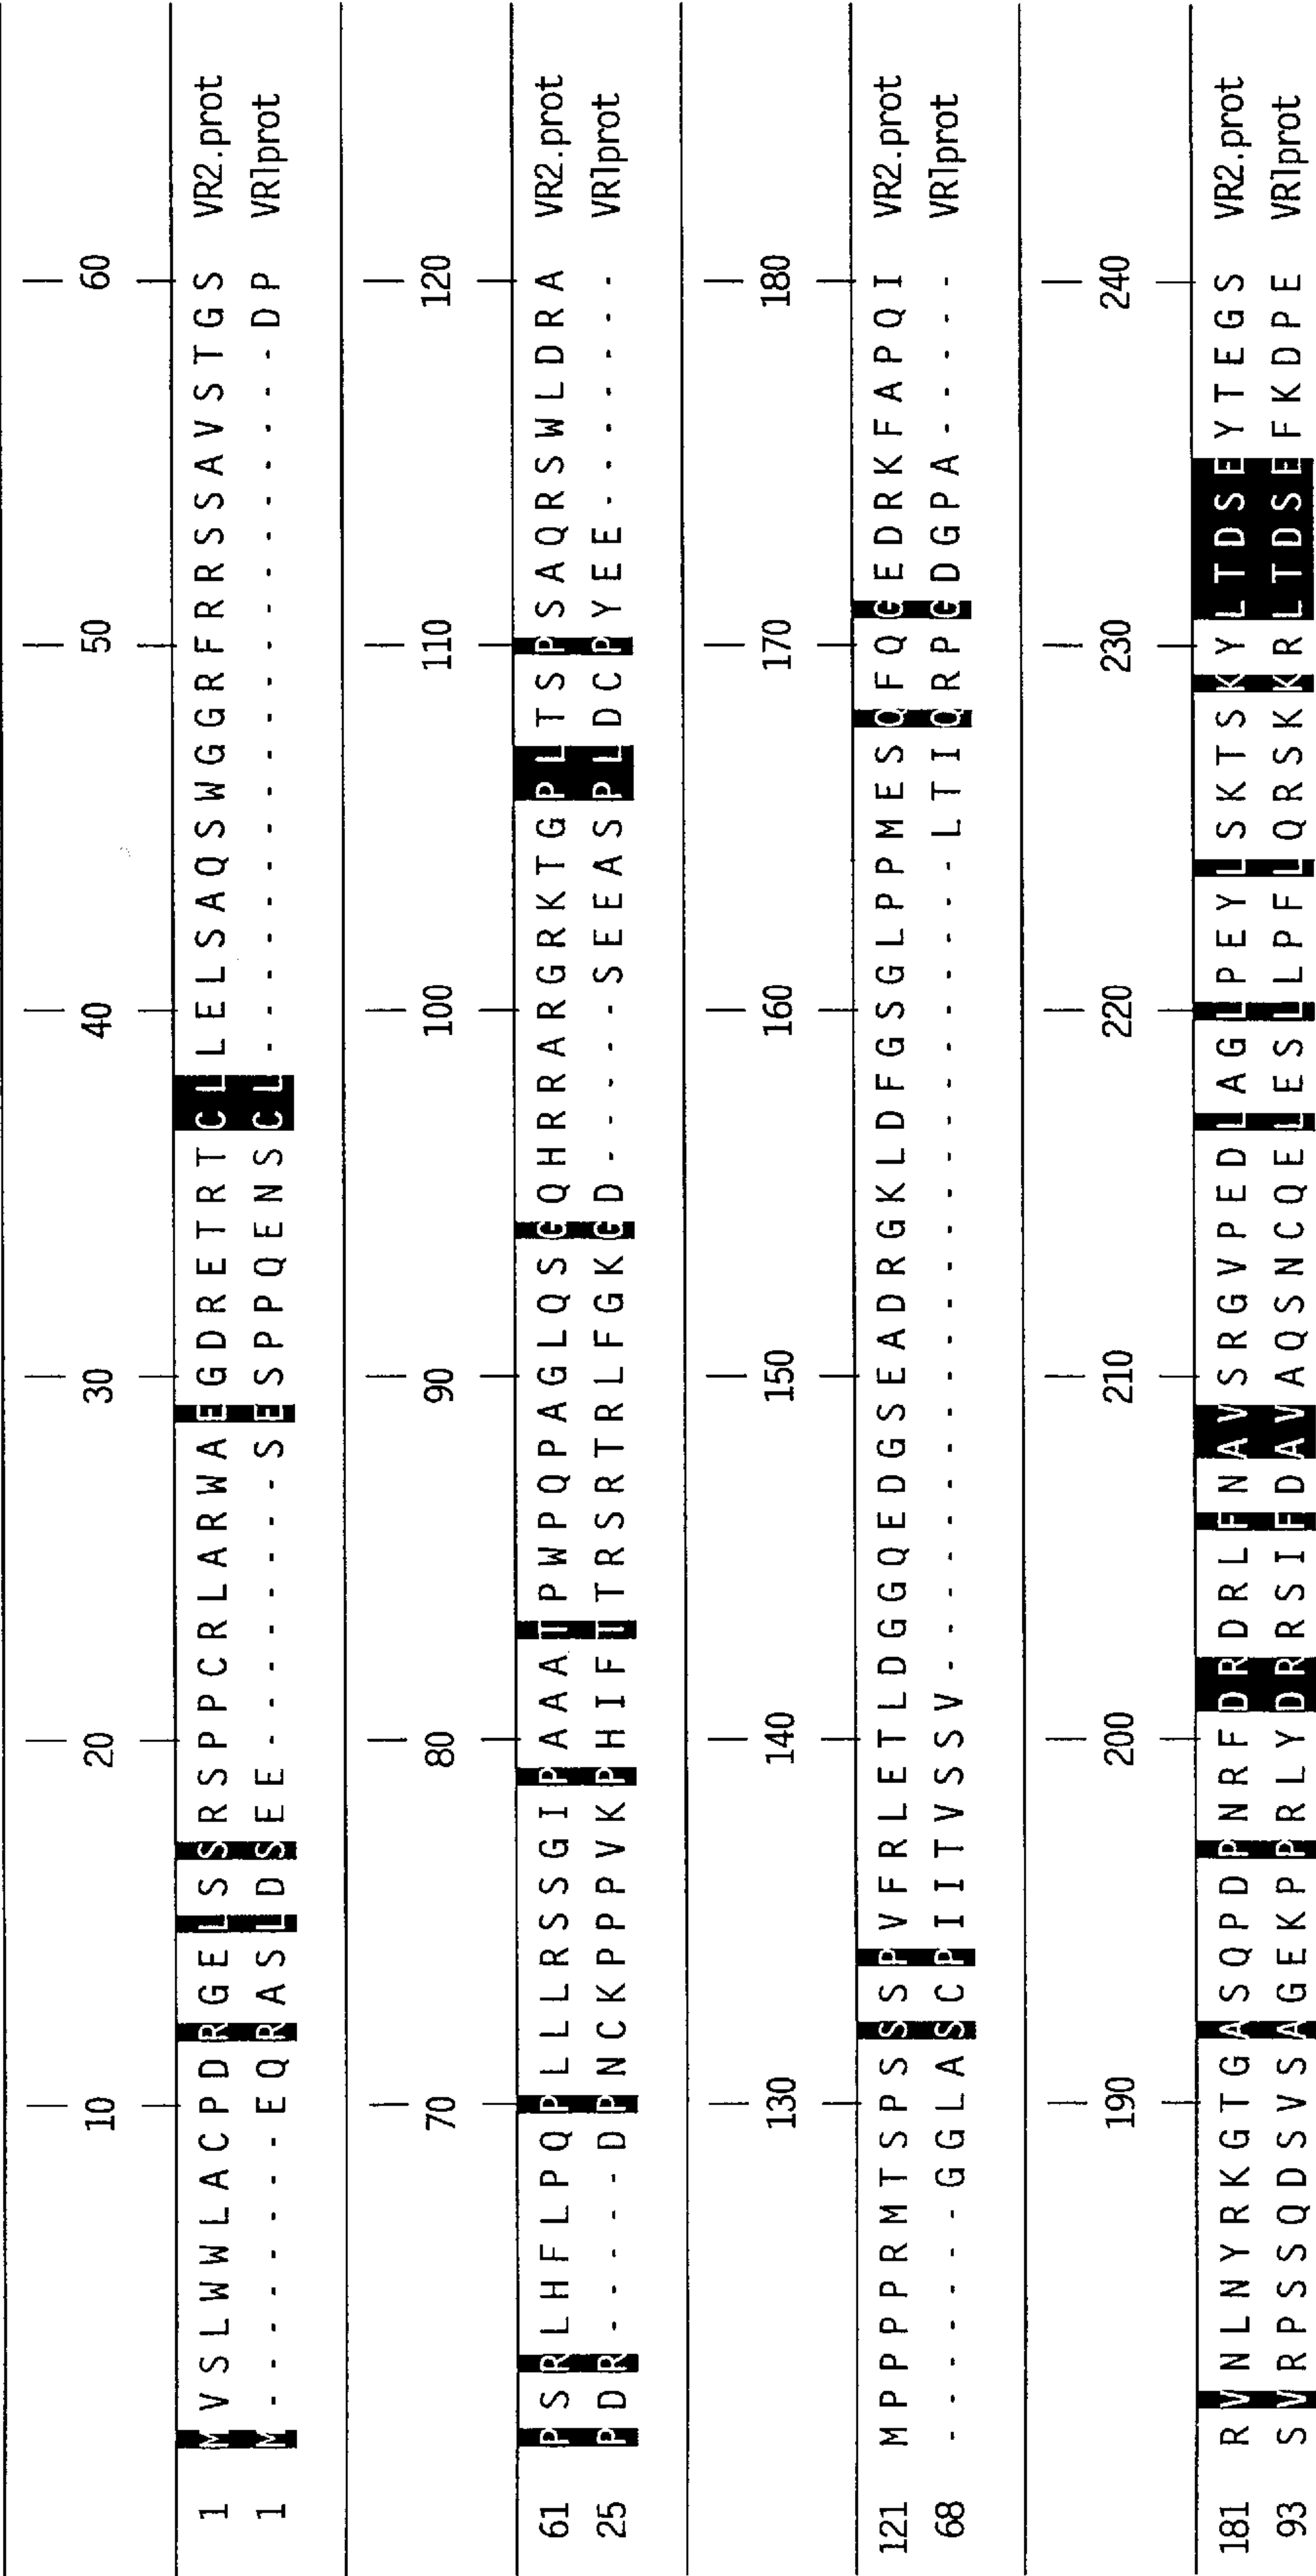 10 20 30 40 50 60
1 M V S L W W L A C P D R G E L S S R S P P C R L A R W A E G D R E T R T C L L E L S A Q S W G G R F R R S S A V S T G S VR2.prot
1 M - - - - - - - - E Q R A S L D S E E - - - - - - - - S E S P P Q E N S C L - - - - - - - - - - - - - - - - - - - - D P VR1prot
70 80 90 100 110 120
61 P S R L H F L P Q P L L L R S S G I P A A A T P W P Q P A G L Q S G Q H R R A R G R K T G P L T S P S A Q R S W L D R A VR2.prot
25 P D R - - - - - D P N C K P P P V K P H I F T T R S R T R L F G K G D - - - - - S E E A S P L D C P Y E E - - - - - - - VR1prot
130 140 150 160 170 180
121 M P P P P R M T S P S S S P V F R L E T L D G G Q E D G S E A D R G K L D F G S G L P P M E S Q F Q G E D R K F A P Q I VR2.prot
68 - - - - - - - G G L A S C P I I T V S S V - - - - - - - - - - - - - - - - - - - - - - - L T I Q R P G D G P A - - - - - VR1prot
190 200 210 220 230 240
181 R V N L N Y R K G T G A S Q P D P N R F D R D R L F N A V S R G V P E D L A G L P E Y L S K T S K Y L T D S E Y T E G S VR2.prot
93 S V R P S S Q D S V S A G E K P P R L Y D R R S I F D A V A Q S N C Q E L E S L L P F L Q R S K K R L T D S E F K D P E VR1prot